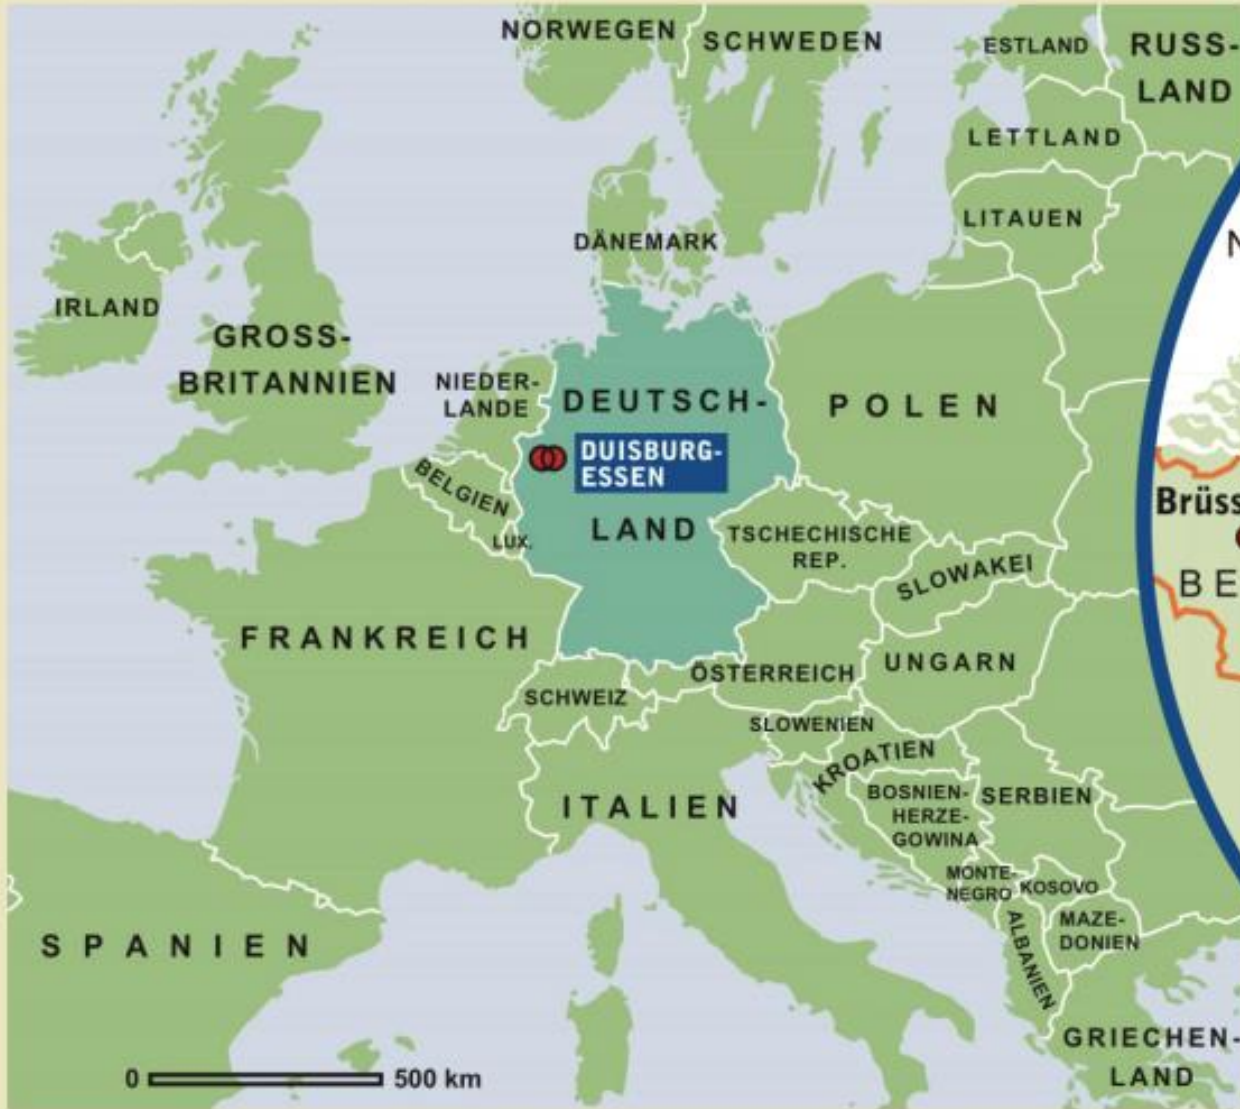 NORWEGEN
SCHWEDEN
ESTLAND
RUSS-
LAND
LETTLAND
LITAUEN
DÄNEMARK
IRLAND
GROSS-
BRITANNIEN
NIEDER-
LANDE
DEUTSCH-
LAND
POLEN
DUISBURG-
ESSEN
BELGIEN
LUX.
TSCHECHISCHE
REP.
SLOWAKEI
FRANKREICH
ÖSTERREICH
UNGARN
SCHWEIZ
SLOWENIEN
KROATIEN
ITALIEN
BOSNIEN-
HERZE-
GOWINA
SERBIEN
MONTE-
NEGRO
KOSOVO
ALBANIEN
MAZE-
DONIEN
SPANIEN
GRIECHEN-
LAND
0 500 km
N
Brüss
BE